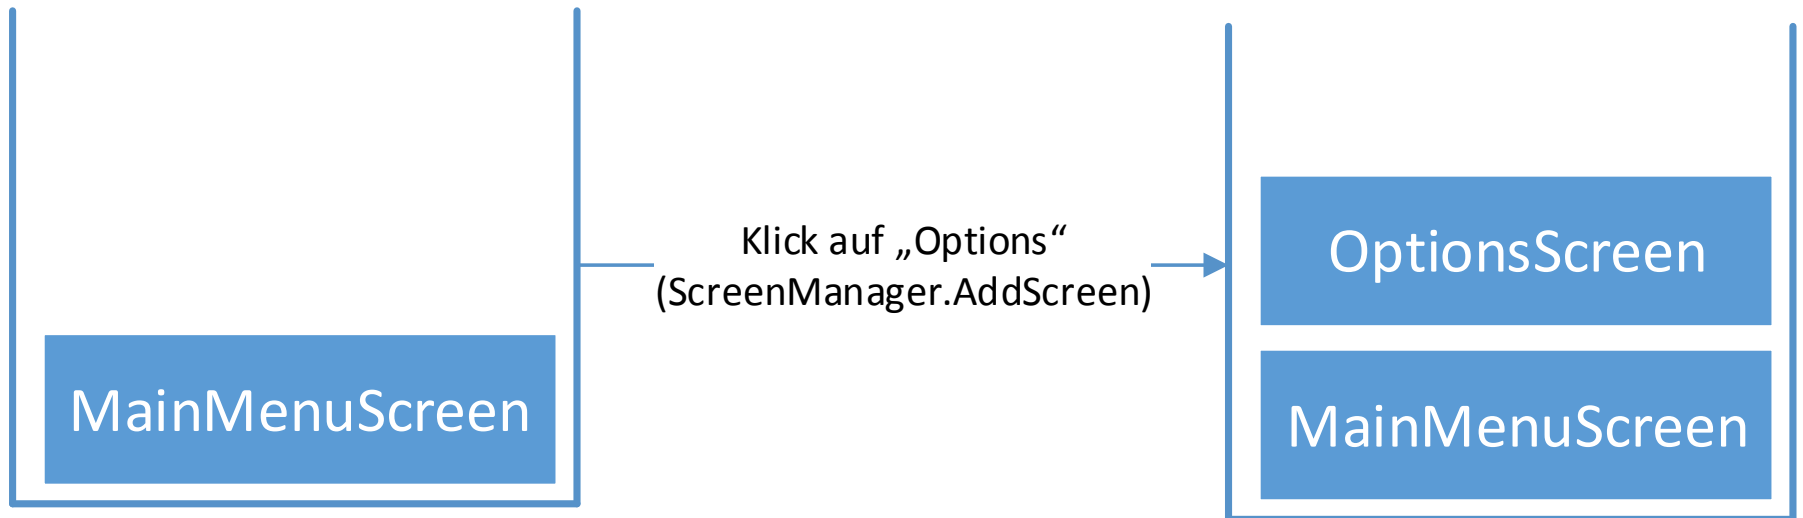 MainMenuScreen
Klick auf „Options“
(ScreenManager.AddScreen)
OptionsScreen
MainMenuScreen